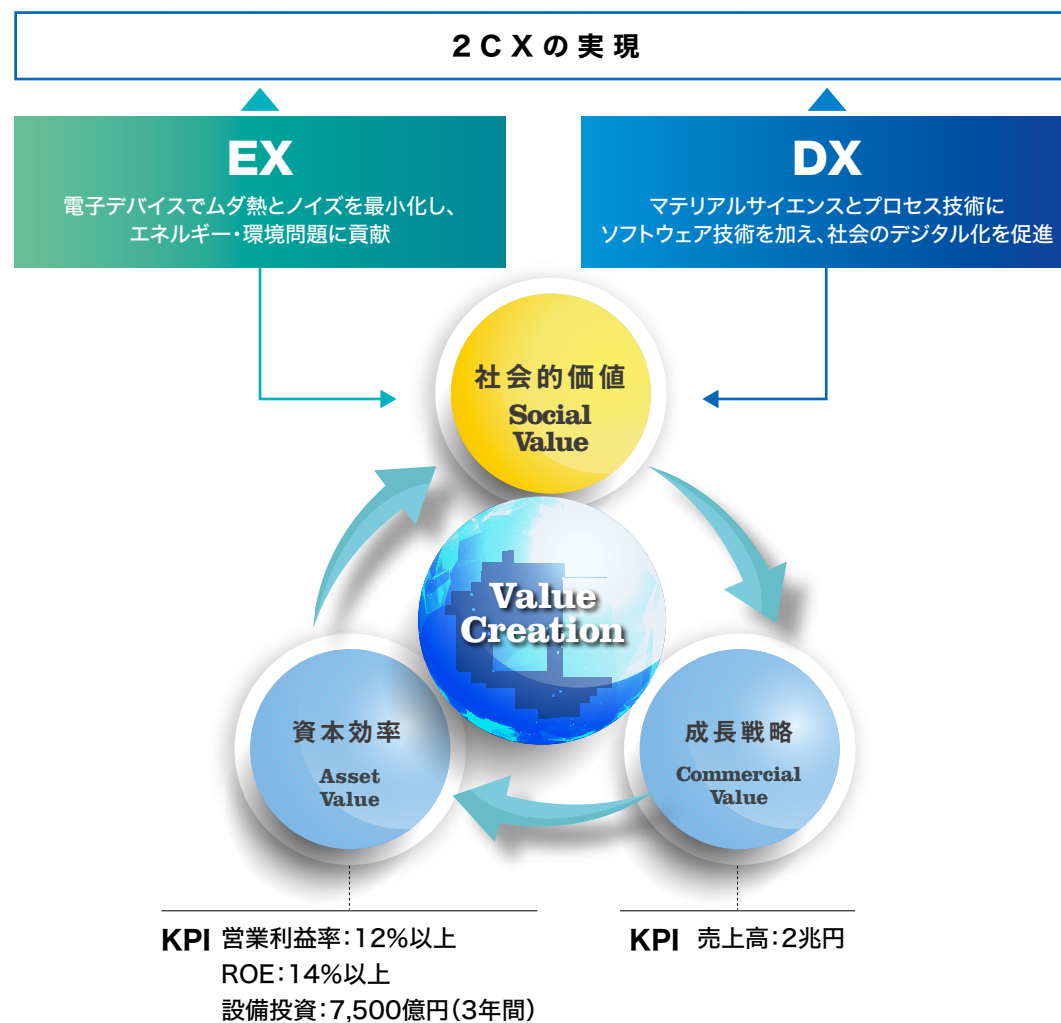 2CXの実現
EX
電子デバイスでムダ熱とノイズを最小化し、
エネルギー・環境問題に貢献
DX
マテリアルサイエンスとプロセス技術に
ソフトウェア技術を加え、社会のデジタル化を促進
社会的価値
Social
Value
Value
Creation
資本効率
Asset
Value
成長戦略
Commercial
Value
KPI 営業利益率：12%以上
ROE：14%以上
設備投資：7,500億円（3年間）
KPI 売上高：2兆円